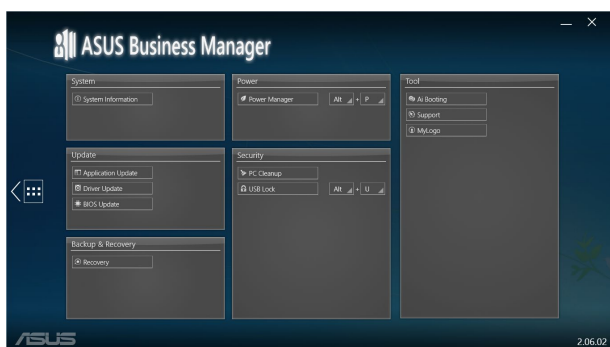 ASUS Business Manager
System
System Information
Update
Application Update
Driver Update
BIOS Update
Backup & Recovery
Recovery
Power
Power Manager Alt + P
Security
PC Cleanup
USB Lock Alt + U
Tool
Ai Booting
Support
MyLogo
ASUS
2.06.02